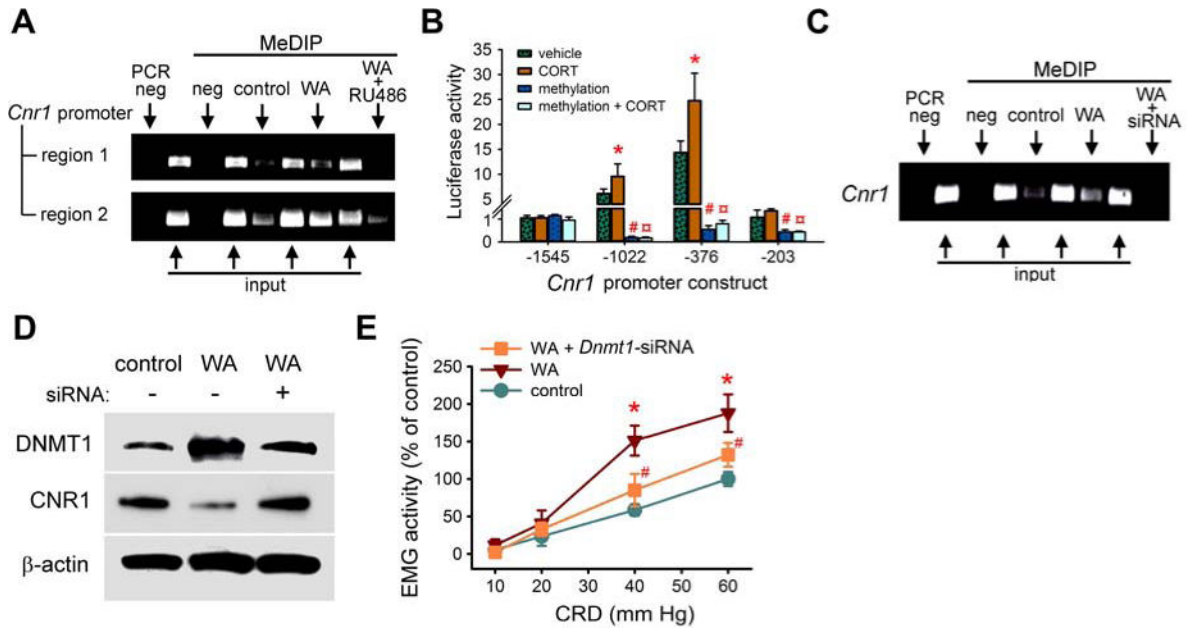 A
MeDIP
PCR neg
neg
control
WA
WA + RU486
Cnr1 promoter
region 1
region 2
input
B
35
30
25
20
15
10
5
1
0
Luciferase activity
vehicle
CORT
methylation
methylation + CORT
*
*
# ¤
# ¤
# ¤
-1545
-1022
-376
-203
Cnr1 promoter construct
C
MeDIP
PCR neg
neg
control
WA
WA + siRNA
Cnr1
input
D
control WA WA
siRNA: - - +
DNMT1
CNR1
β-actin
E
WA + Dnmt1-siRNA
WA
control
EMG activity (% of control)
250
200
150
100
50
0
*
*
#
#
10 20 30 40 50 60
CRD (mm Hg)